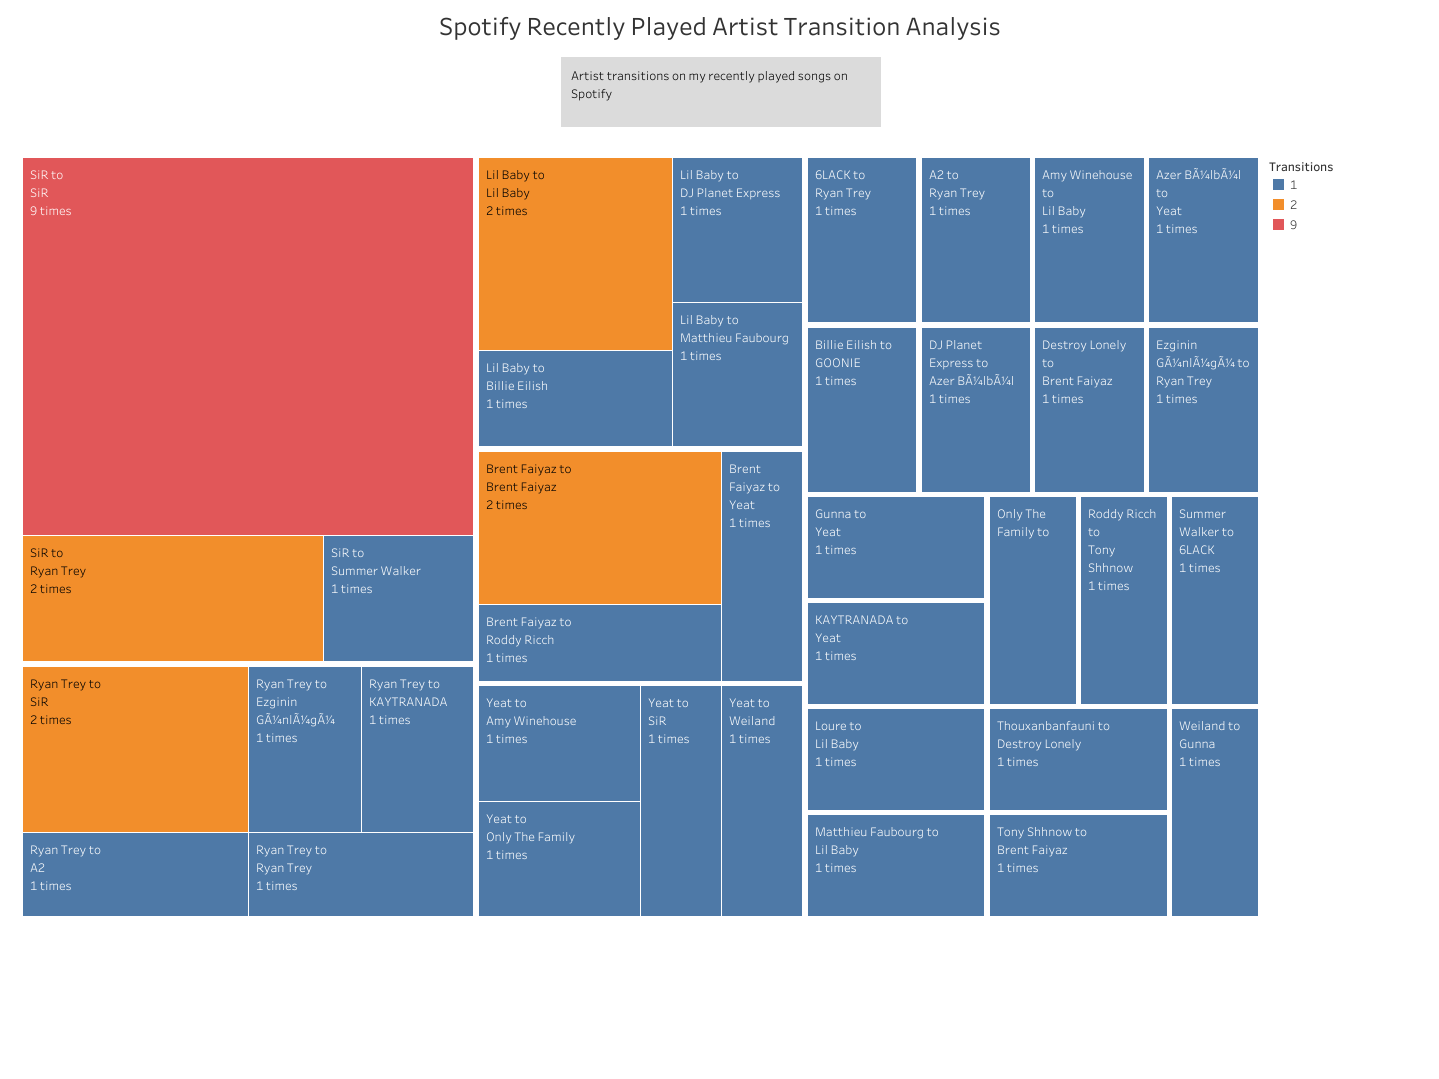 Spotify Recently Played Artist Transition Analysis
Artist transitions on my recently played songs on
Spotify
SiR to
SiR
9 times
SiR to
Ryan Trey
2 times
SiR to
Summer Walker
1 times
Ryan Trey to
SiR
2 times
Ryan Trey to
Ezginin
GÃ¼nlÃ¼gÃ¼
1 times
Ryan Trey to
KAYTRANADA
1 times
Ryan Trey to
A2
1 times
Ryan Trey to
Ryan Trey
1 times
Lil Baby to
Lil Baby
2 times
Lil Baby to
DJ Planet Express
1 times
Lil Baby to
Billie Eilish
1 times
Lil Baby to
Matthieu Faubourg
1 times
Brent Faiyaz to
Brent Faiyaz
2 times
Brent
Faiyaz to
Yeat
1 times
Brent Faiyaz to
Roddy Ricch
1 times
Yeat to
Amy Winehouse
1 times
Yeat to
Only The Family
1 times
Yeat to
SiR
1 times
Yeat to
Weiland
1 times
6LACK to
Ryan Trey
1 times
A2 to
Ryan Trey
1 times
Amy Winehouse
to
Lil Baby
1 times
Azer BÃ¼lbÃ¼l
to
Yeat
1 times
Billie Eilish to
GOONIE
1 times
DJ Planet
Express to
Azer BÃ¼lbÃ¼l
1 times
Destroy Lonely
to
Brent Faiyaz
1 times
Ezginin
GÃ¼nlÃ¼gÃ¼ to
Ryan Trey
1 times
Gunna to
Yeat
1 times
KAYTRANADA to
Yeat
1 times
Only The
Family to
Roddy Ricch
to
Tony
Shhnow
1 times
Summer
Walker to
6LACK
1 times
Loure to
Lil Baby
1 times
Thouxanbanfauni to
Destroy Lonely
1 times
Weiland to
Gunna
1 times
Matthieu Faubourg to
Lil Baby
1 times
Tony Shhnow to
Brent Faiyaz
1 times
Transitions
1
2
9